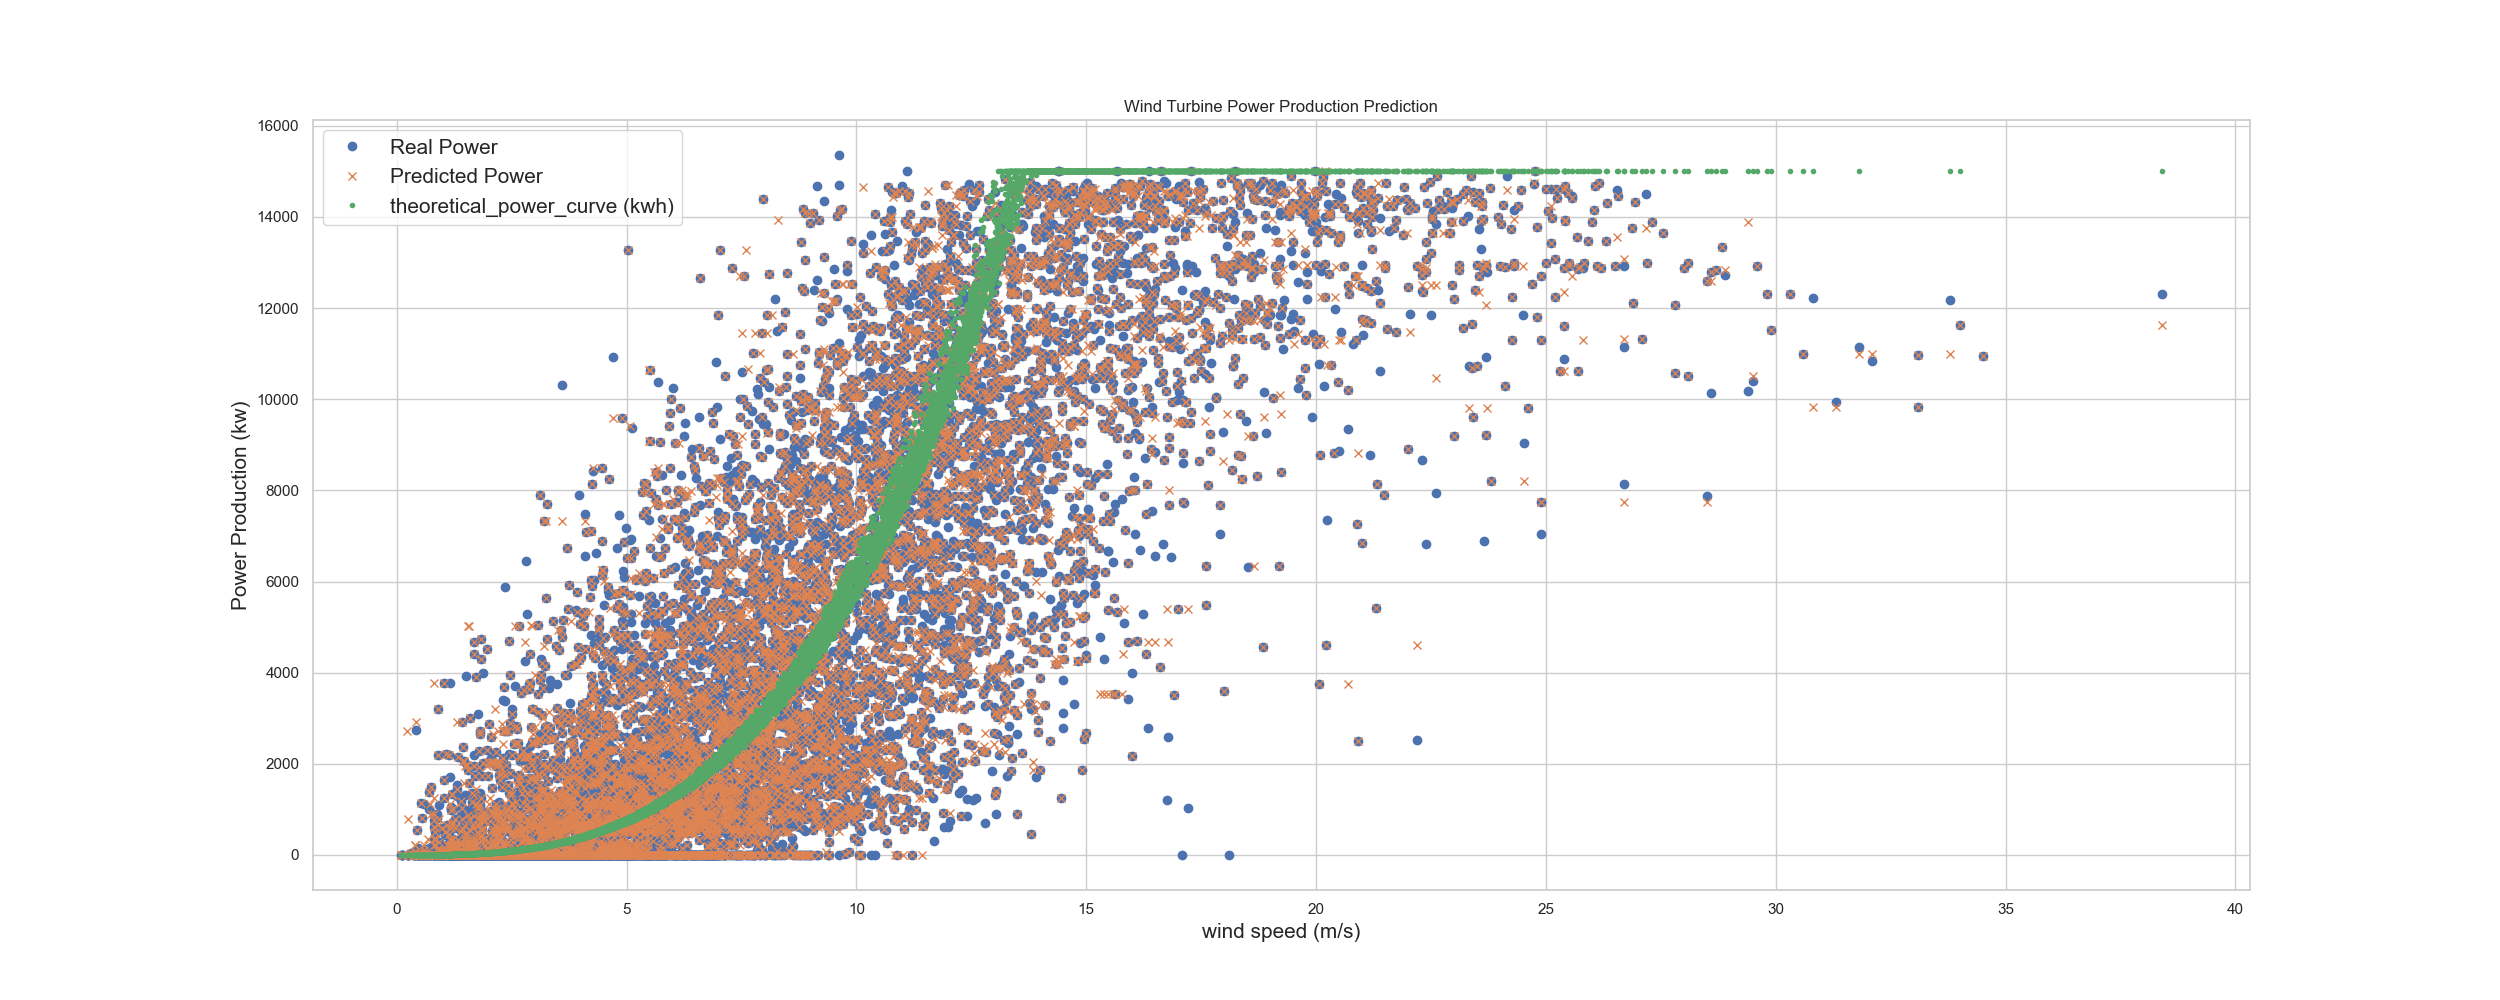 Wind Turbine Power Production Prediction
16000
14000
12000
10000
8000
6000
4000
2000
0
Power Production (kw)
Real Power
Predicted Power
theoretical_power_curve (kwh)
0 5 10 15 20 25 30 35 40
wind speed (m/s)